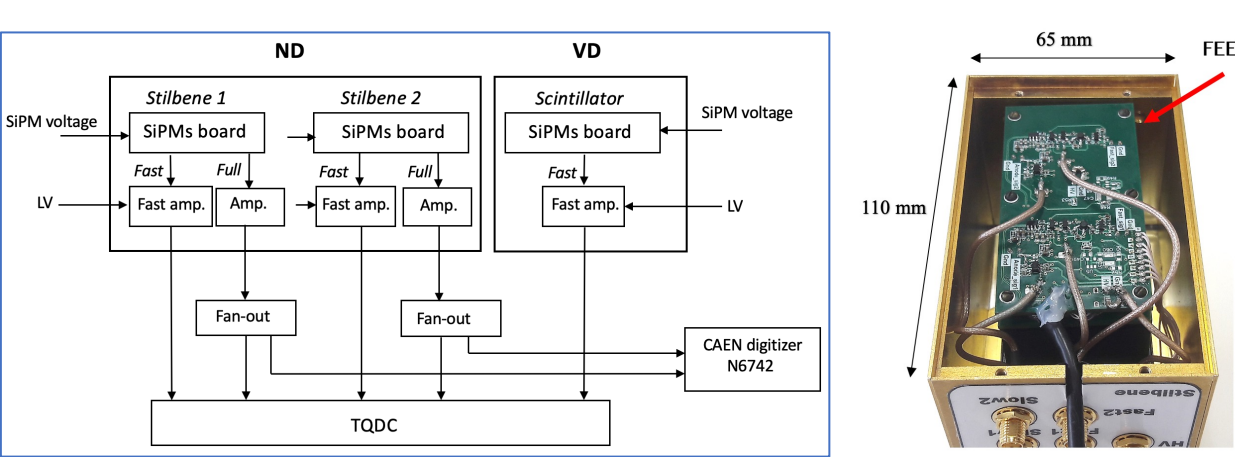 ND
VD
Stilbene 1
Stilbene 2
Scintillator
SiPM voltage
SiPMs board
SiPMs board
SiPMs board
SiPM voltage
Fast
Full
Fast
Full
Fast
LV
Fast amp.
Amp.
Fast amp.
Amp.
Fast amp.
LV
Fan-out
Fan-out
CAEN digitizer
N6742
TQDC
65 mm
FEE
110 mm
Stilbene
Slow2
Fast2
HV